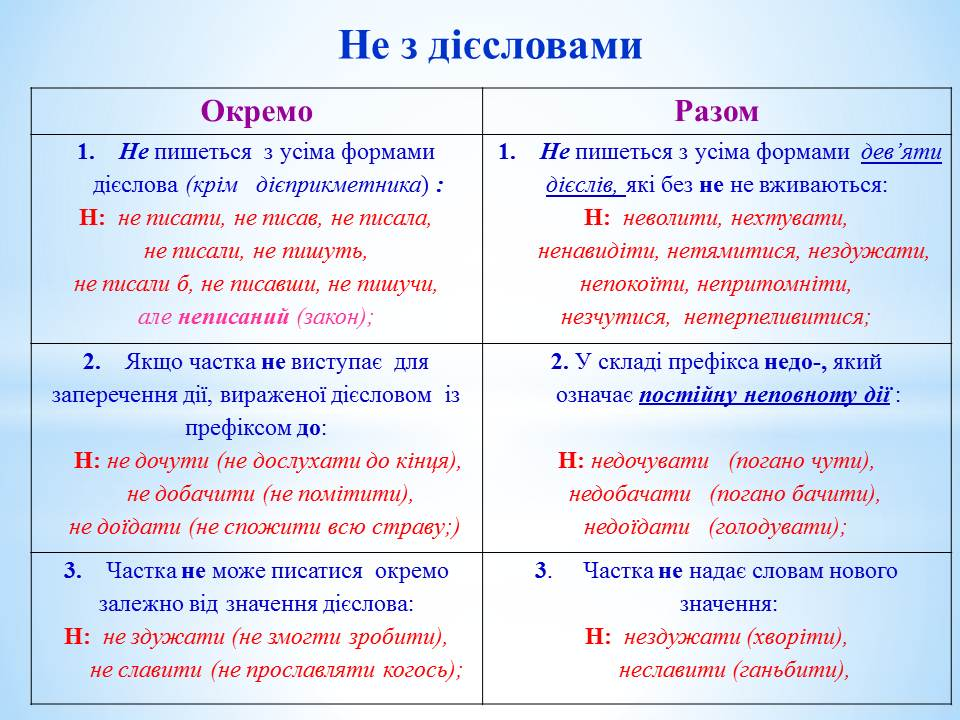 Не з дієсловами
Окремо
Разом
1. Не пишеться з усіма формами
дієслова (крім дієприкметника) :
Н: не писати, не писав, не писала,
не писали, не пишуть,
не писали б, не писавши, не пишучи,
але неписаний (закон);
1. Не пишеться з усіма формами дев’яти
дієслів, які без не не вживаються:
Н: неволити, нехтувати,
ненавидіти, нетямитися, нездужати,
непокоїти, непритомніти,
незчутися, нетерпеливитися;
2. Якщо частка не виступає для
заперечення дії, вираженої дієсловом із
префіксом до:
Н: не дочути (не дослухати до кінця),
не добачити (не помітити),
не доїдати (не спожити всю страву;)
2. У складі префікса недо-, який
означає постійну неповноту дії :
Н: недочувати (погано чути),
недобачати (погано бачити),
недоїдати (голодувати);
3. Частка не може писатися окремо
залежно від значення дієслова:
Н: не здужати (не змогти зробити),
не славити (не прославляти когось);
3. Частка не надає словам нового
значення:
Н: нездужати (хворіти),
неславити (ганьбити),